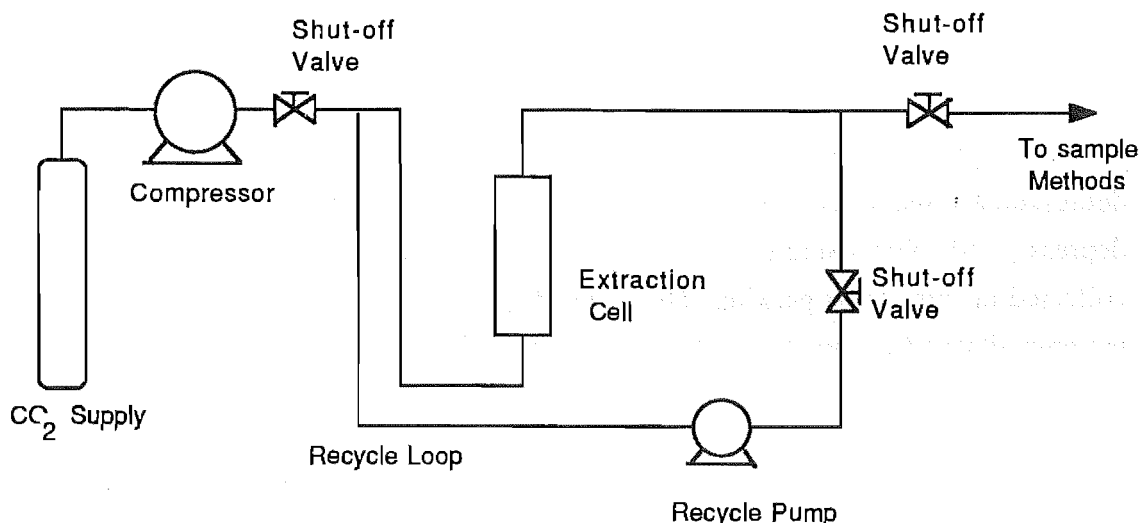 Shut-off
Valve
Shut-off
Valve
Compressor
To sample
Methods
Extraction
Cell
Shut-off
Valve
CO2 Supply
Recycle Loop
Recycle Pump